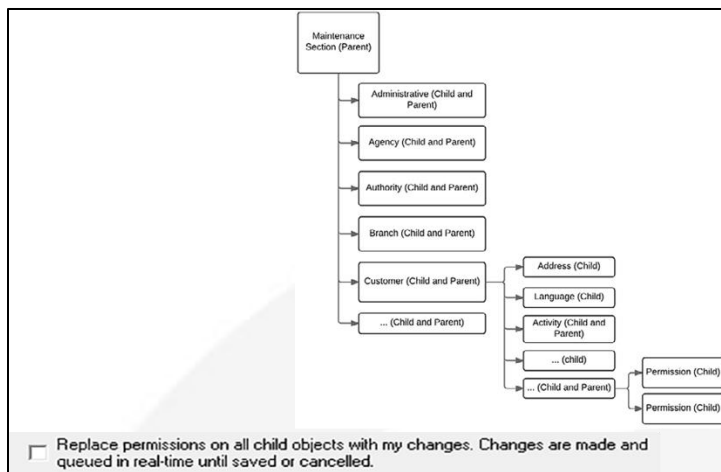 Maintenance
Section (Parent)
Administrative (Child and
Parent)
Agency (Child and Parent)
Authority (Child and Parent)
Branch (Child and Parent)
Customer (Child and Parent)
... (Child and Parent)
Address (Child)
Language (Child)
Activity (Child and
Parent)
... (child)
... (Child and Parent)
Permission (Child)
Permission (Child)
Replace permissions on all child objects with my changes. Changes are made and
queued in real-time until saved or cancelled.